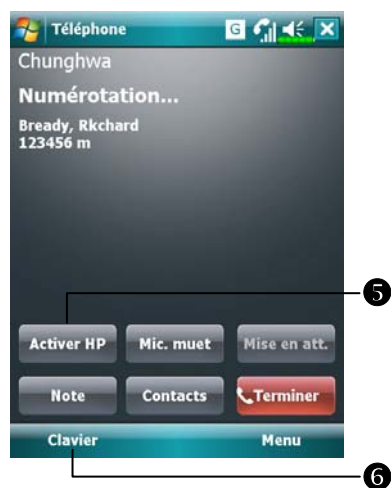 Téléphone G
Chunghwa
Numérotation...
Bready, Rkchard
123456 m
5
Activer HP Mic. muet Mise en att.
Note Contacts Terminer
Clavier Menu
6